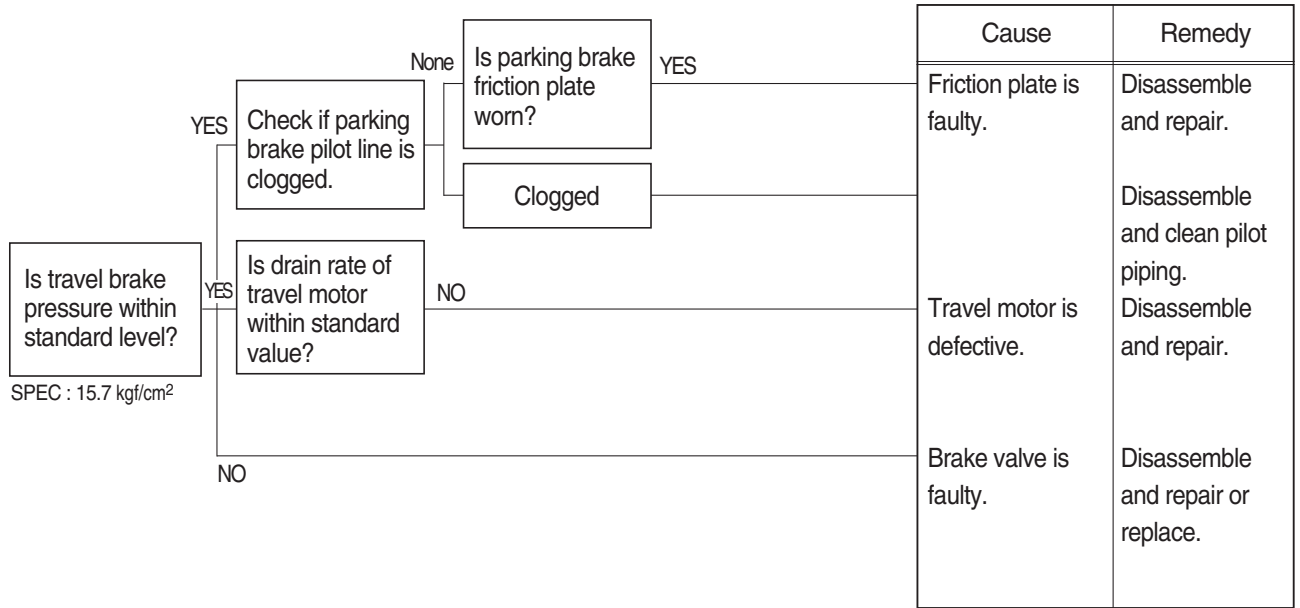 Cause
Remedy
None
Is parking brake
friction plate
worn?
YES
Friction plate is
faulty.
Disassemble
and repair.
YES
Check if parking
brake pilot line is
clogged.
Clogged
Disassemble
and clean pilot
piping.
Is travel brake
pressure within
standard level?
SPEC : 15.7 kgf/cm²
YES
Is drain rate of
travel motor
within standard
value?
NO
Travel motor is
defective.
Disassemble
and repair.
NO
Brake valve is
faulty.
Disassemble
and repair or
replace.